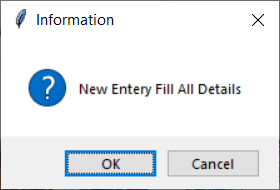 Information
New Entery Fill All Details
OK
Cancel